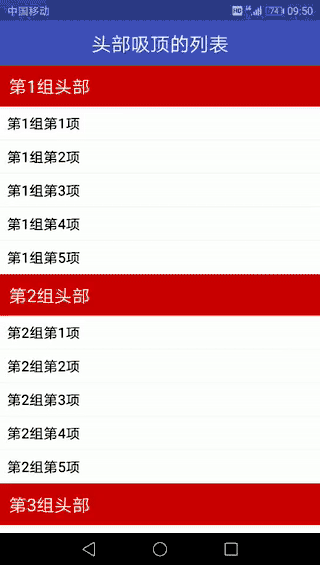 中国移动 HD 46 74 09:50
头部吸顶的列表
第1组头部
第1组第1项
第1组第2项
第1组第3项
第1组第4项
第1组第5项
第2组头部
第2组第1项
第2组第2项
第2组第3项
第2组第4项
第2组第5项
第3组头部